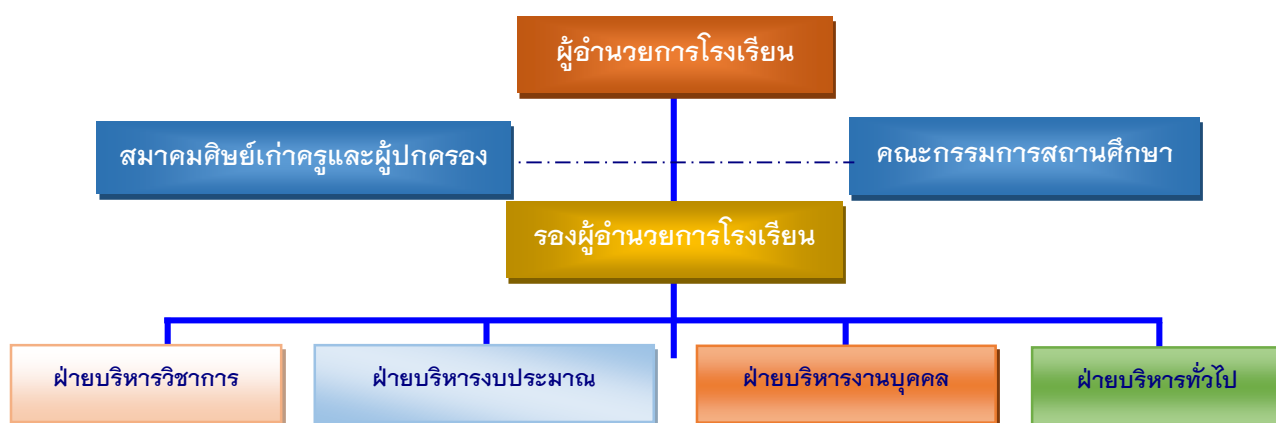 ผู้อำนวยการโรงเรียน
สมาคมศิษย์เก่าครูและผู้ปกครอง
คณะกรรมการสถานศึกษา
รองผู้อำนวยการโรงเรียน
ฝ่ายบริหารวิชาการ
ฝ่ายบริหารงบประมาณ
ฝ่ายบริหารงานบุคคล
ฝ่ายบริหารทั่วไป